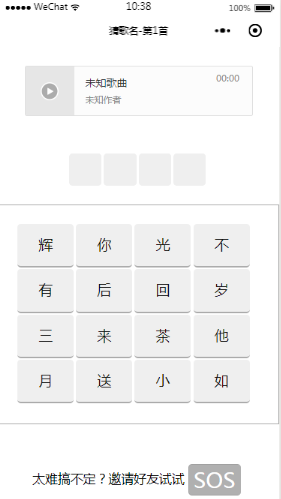 WeChat 10:38 100%
猜歌名-第1首
未知歌曲 00:00
未知作者
辉 你 光 不
有 后 回 岁
三 来 茶 他
月 送 小 如
太难搞不定？邀请好友试试 SOS